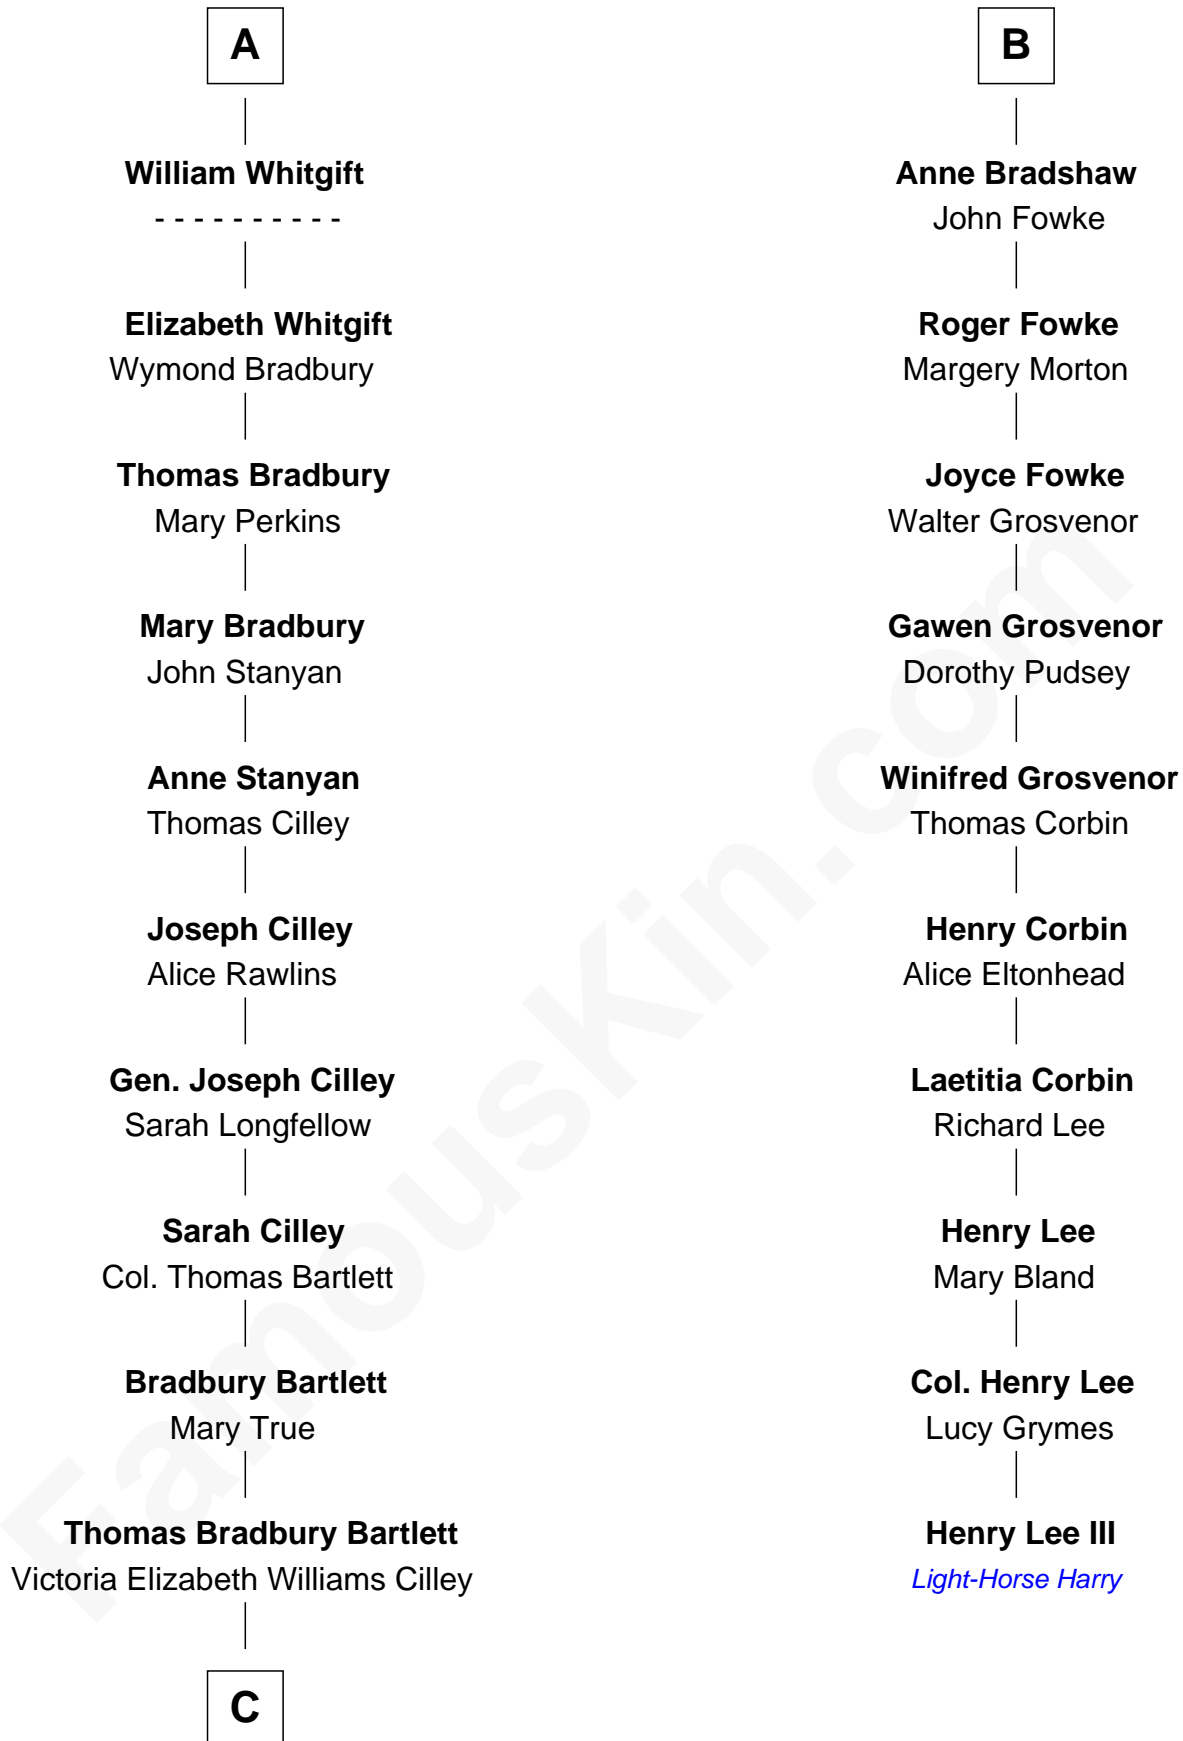 A
William Whitgift
- - - - - - - - - -
Elizabeth Whitgift
Wymond Bradbury
Thomas Bradbury
Mary Perkins
Mary Bradbury
John Stanyan
Anne Stanyan
Thomas Cilley
Joseph Cilley
Alice Rawlins
Gen. Joseph Cilley
Sarah Longfellow
Sarah Cilley
Col. Thomas Bartlett
Bradbury Bartlett
Mary True
Thomas Bradbury Bartlett
Victoria Elizabeth Williams Cilley
C
B
Anne Bradshaw
John Fowke
Roger Fowke
Margery Morton
Joyce Fowke
Walter Grosvenor
Gawen Grosvenor
Dorothy Pudsey
Winifred Grosvenor
Thomas Corbin
Henry Corbin
Alice Eltonhead
Laetitia Corbin
Richard Lee
Henry Lee
Mary Bland
Col. Henry Lee
Lucy Grymes
Henry Lee III
Light-Horse Harry
FamousKin.com